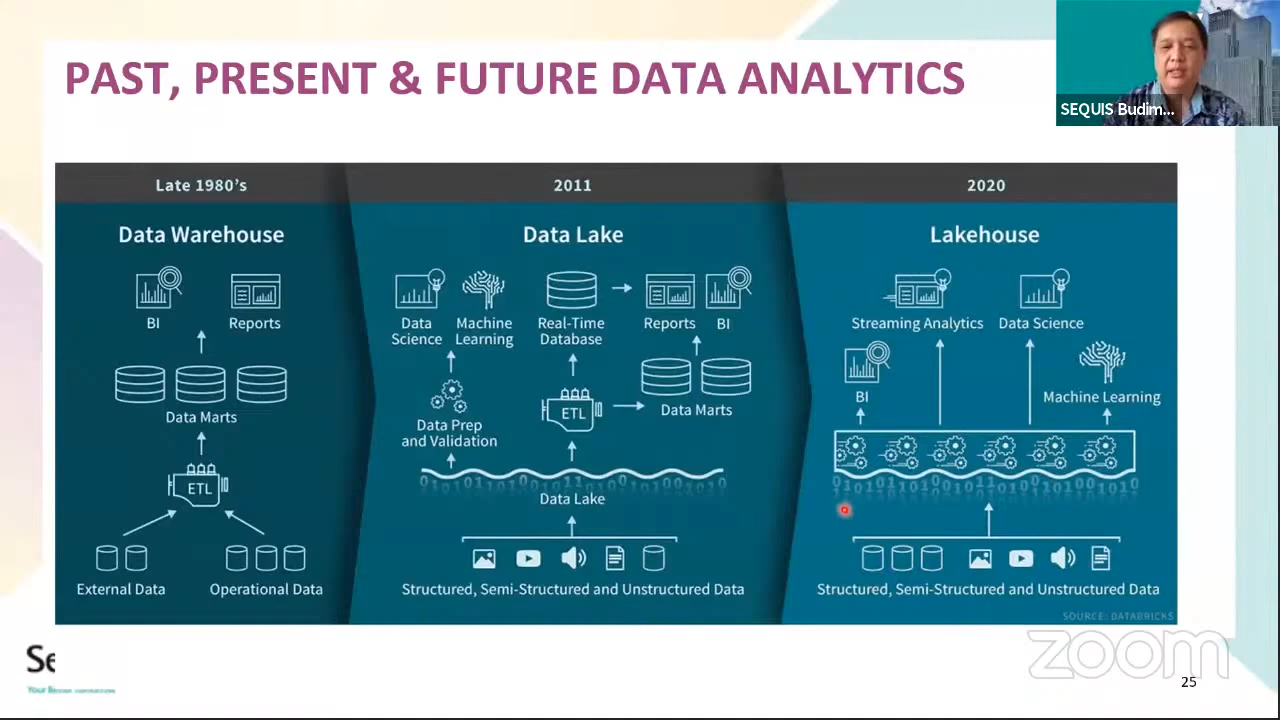 PAST, PRESENT & FUTURE DATA ANALYTICS
SEQUIS Budim...
Late 1980's
2011
2020
Data Warehouse
Data Lake
Lakehouse
BI
Reports
Data Marts
ETL
External Data
Operational Data
Data
Science
Machine
Learning
Real-Time
Database
Reports
BI
Data Prep
and Validation
ETL
Data Marts
Data Lake
Structured, Semi-Structured and Unstructured Data
Streaming Analytics
Data Science
BI
Machine Learning
Structured, Semi-Structured and Unstructured Data
SOURCE: DATABRICKS
zoom
Se
25